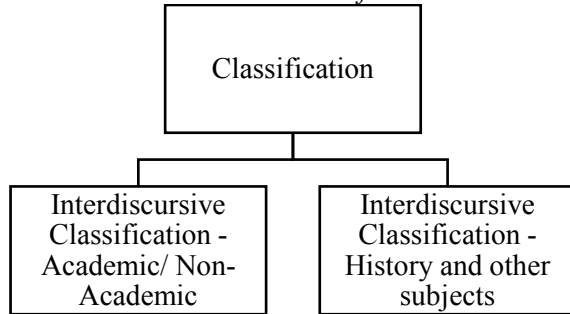 Classification
Interdiscursive
Classification -
Academic/ Non-
Academic
Interdiscursive
Classification -
History and other
subjects